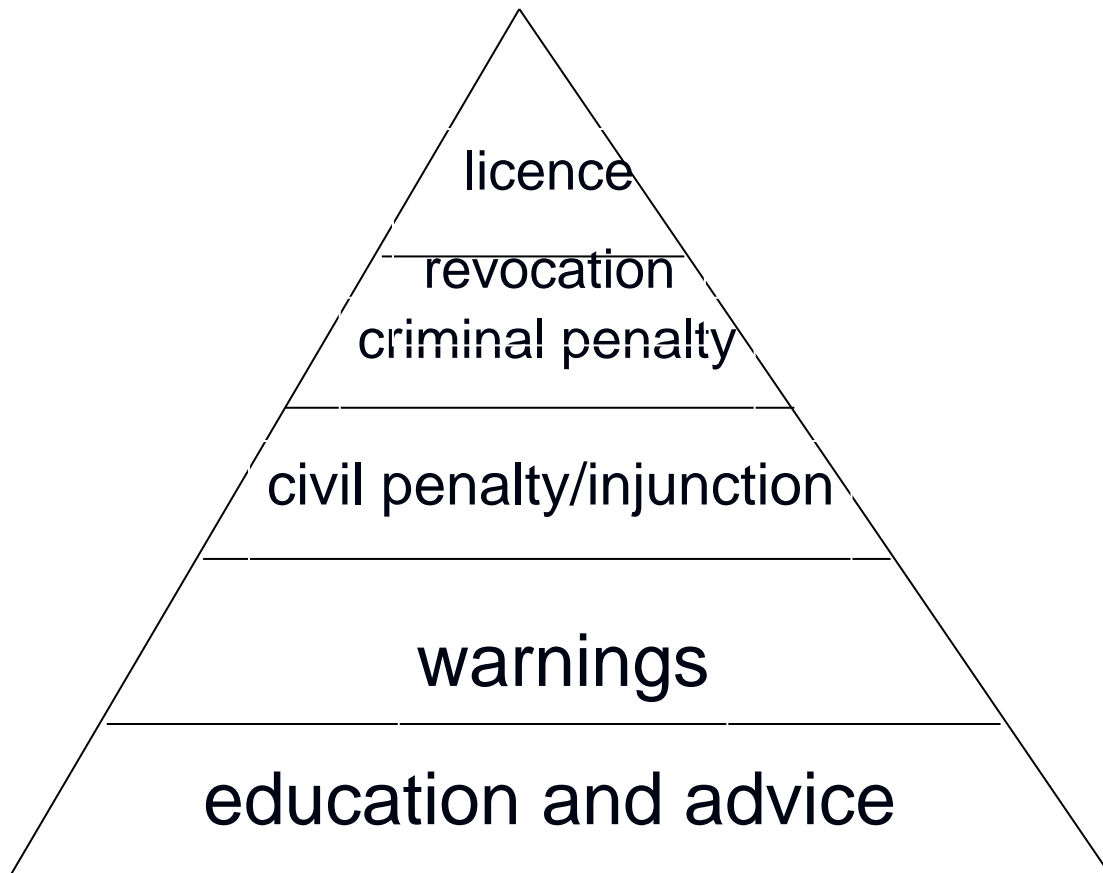 licence
revocation
criminal penalty
civil penalty/injunction
warnings
education and advice